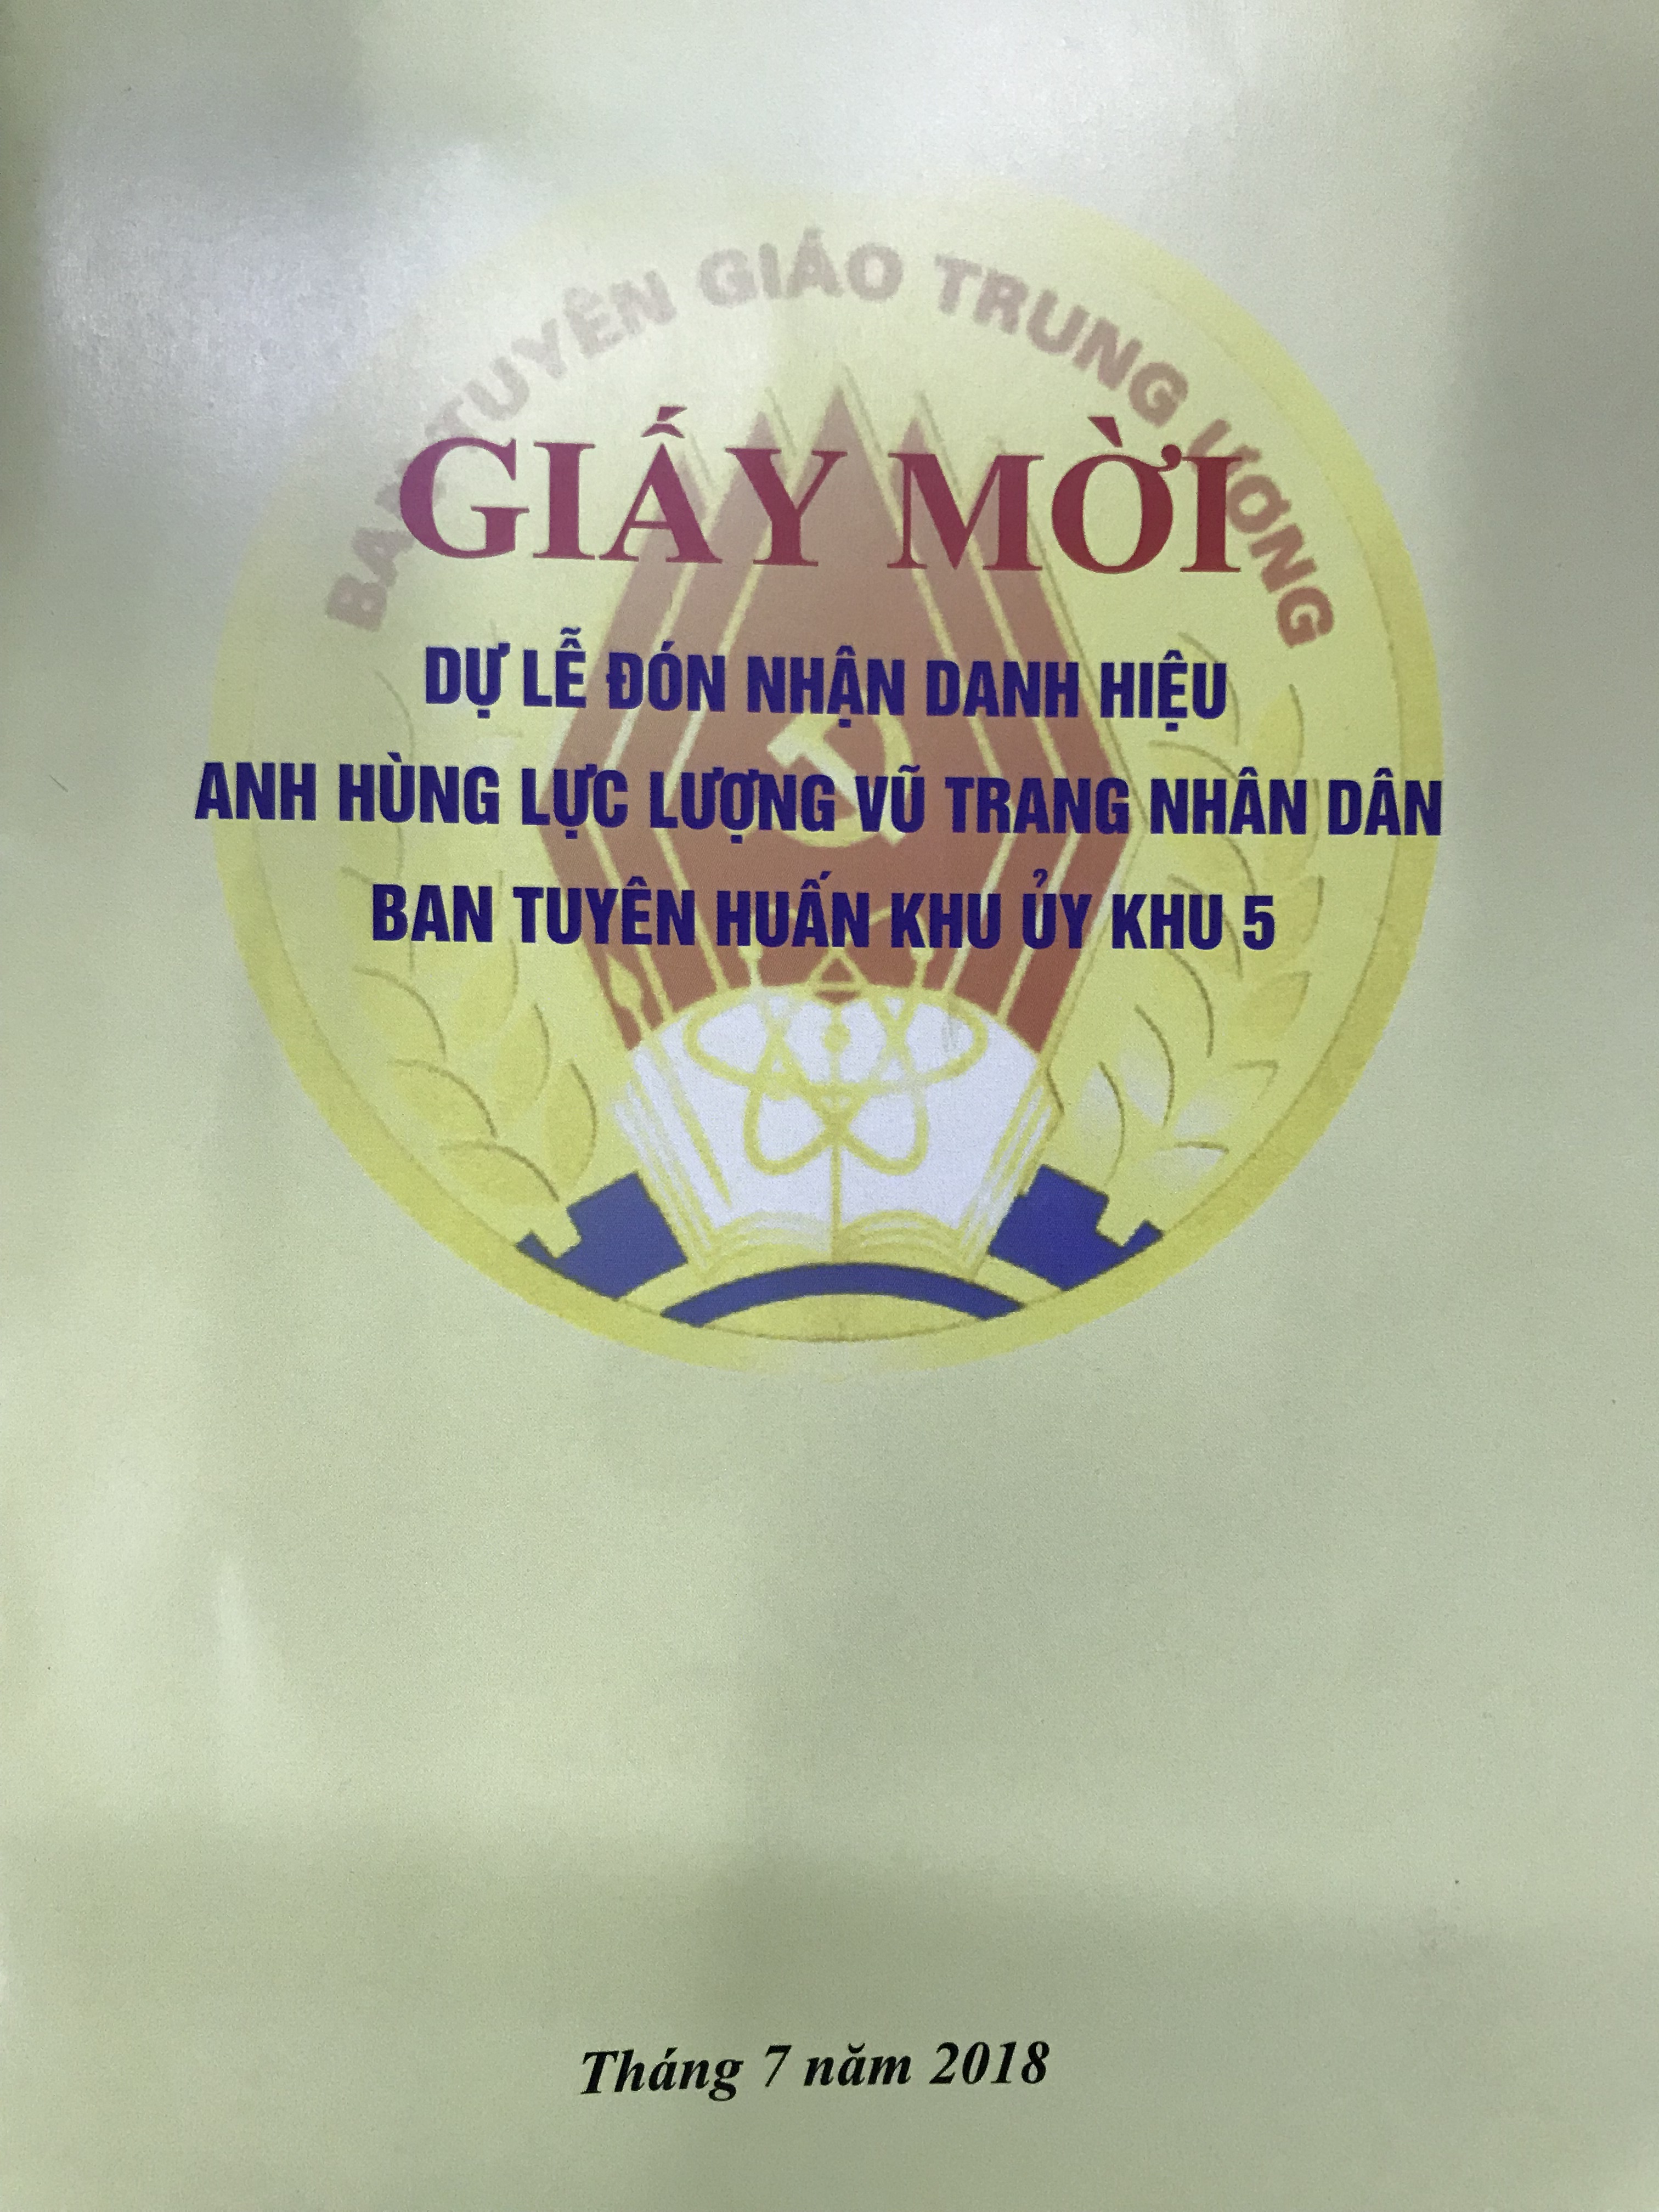 BAN TUYÊN GIÁO TRUNG ƯƠNG
GIẤY MỜI
DỰ LỄ ĐÓN NHẬN DANH HIỆU
ANH HÙNG LỰC LƯỢNG VŨ TRANG NHÂN DÂN
BAN TUYÊN HUẤN KHU ỦY KHU 5
Tháng 7 năm 2018